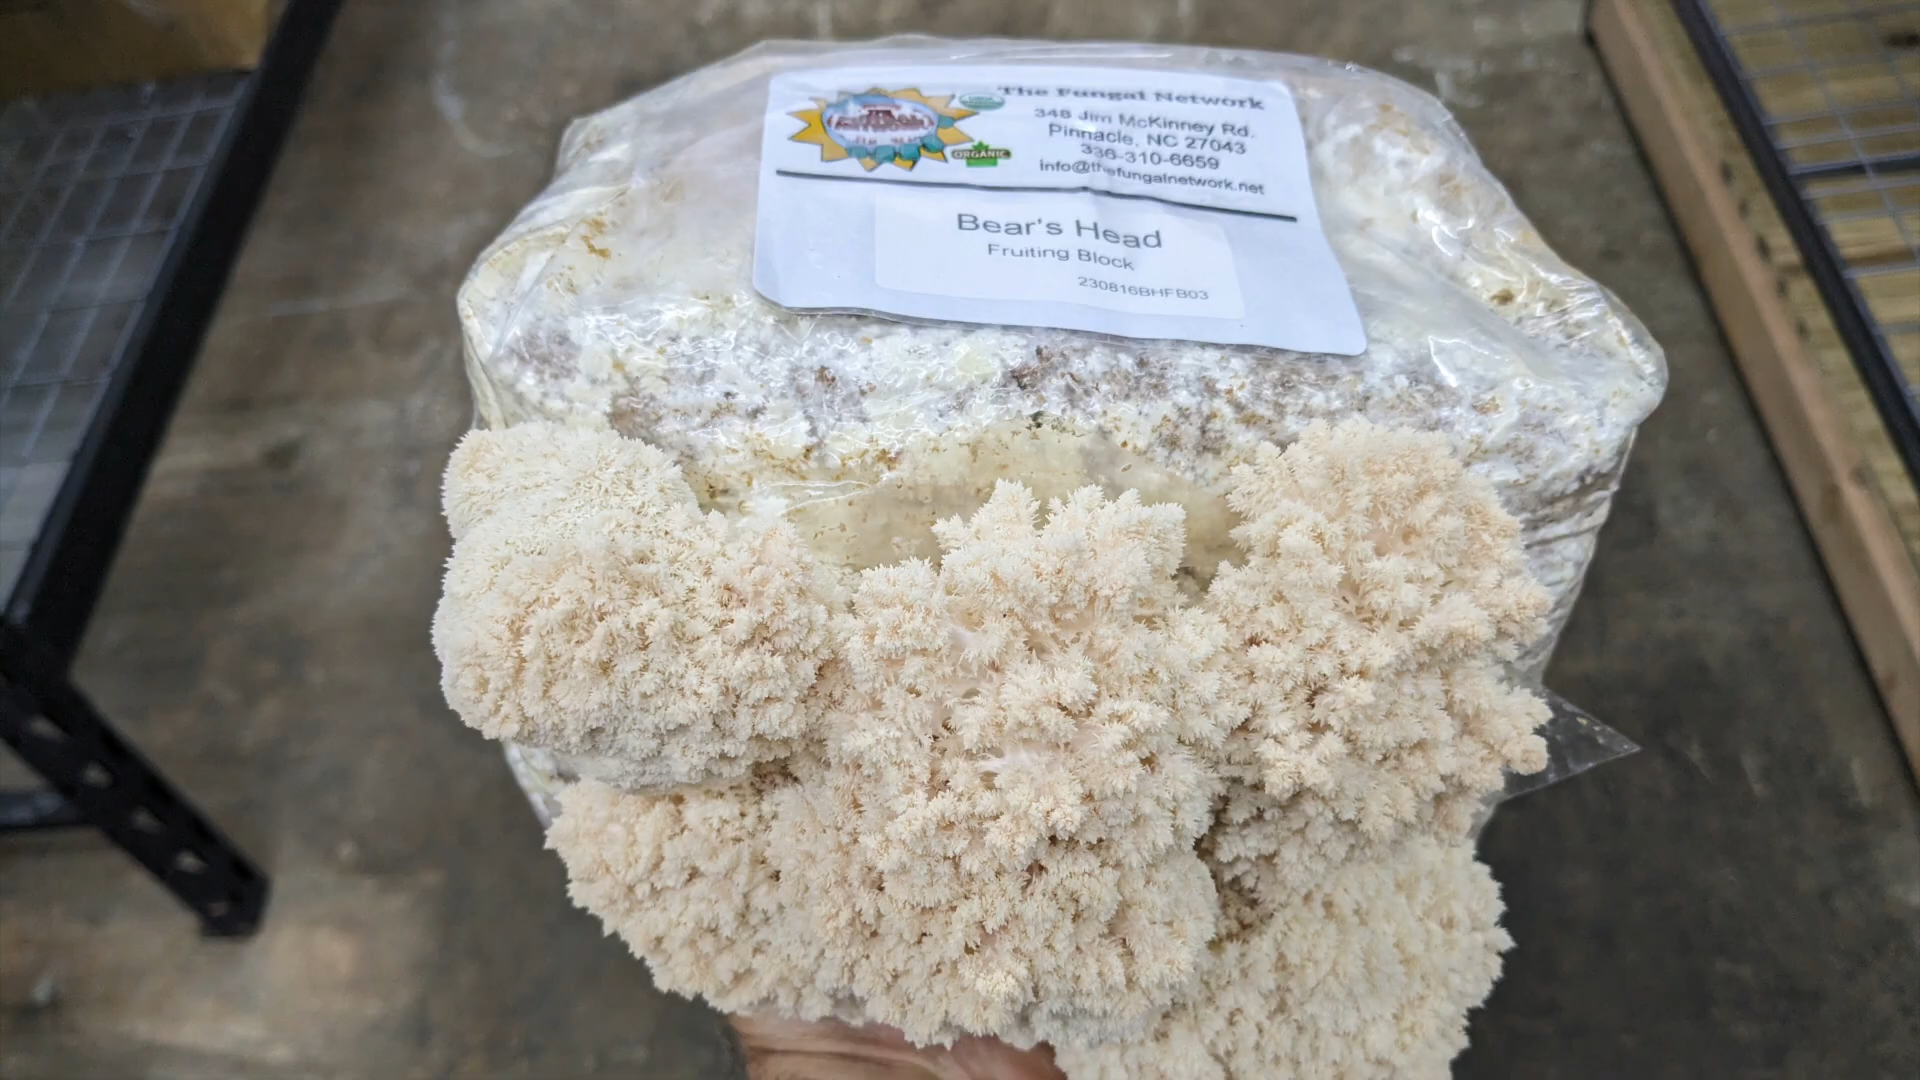 The Fungal Network
348 Jim McKinney Rd.
Pinnacle, NC 27043
336-310-6659
info@thefungalnetwork.net
ORGANIC
Bear's Head
Fruiting Block
230816BHFB03